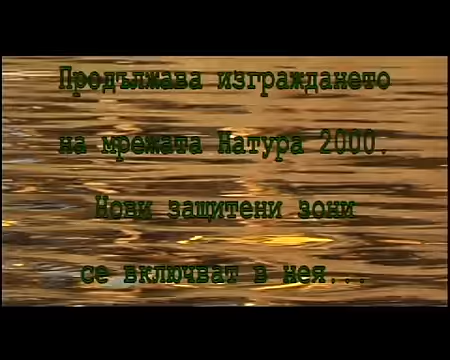 Продължава изграждането
на мрежата Натура 2000.
Нови защитени зони
се включват в нея...